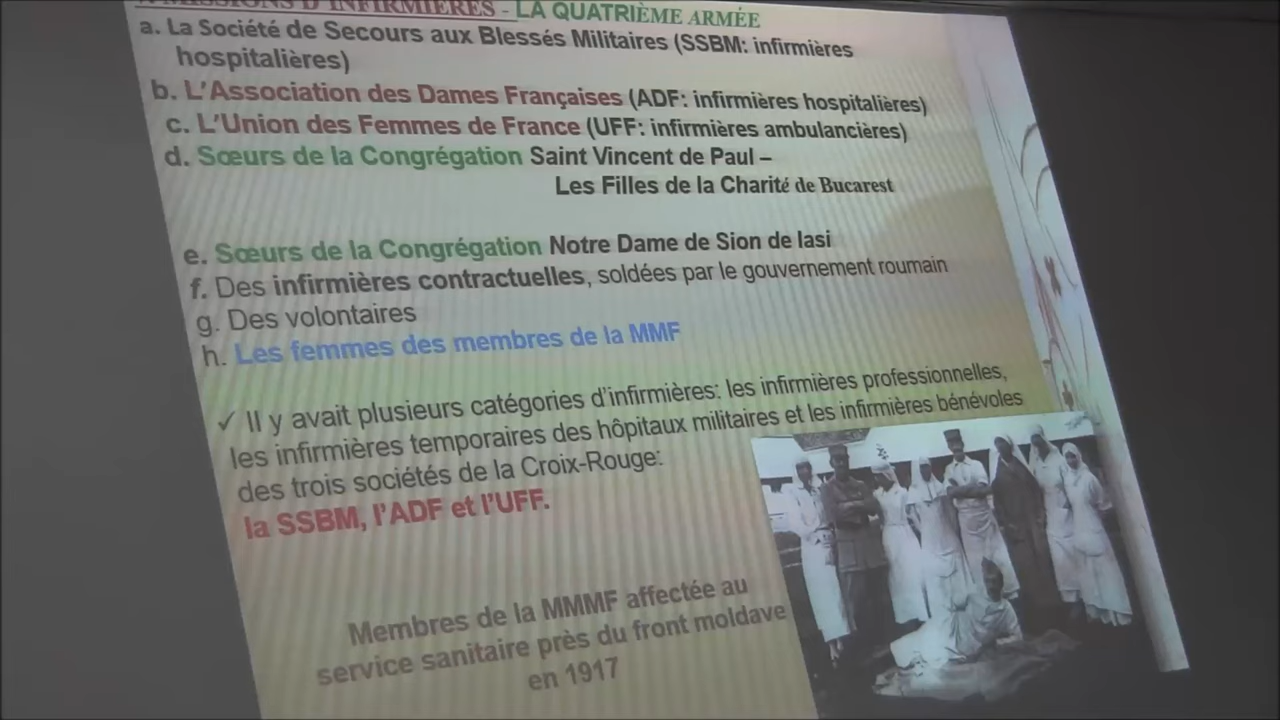 MISSIONS D'INFIRMIÈRES - LA QUATRIÈME ARMÉE
a. La Société de Secours aux Blessés Militaires (SSBM: infirmières
hospitalières)
b. L'Association des Dames Françaises (ADF: infirmières hospitalières)
c. L'Union des Femmes de France (UFF: infirmières ambulancières)
d. Sœurs de la Congrégation Saint Vincent de Paul –
Les Filles de la Charité de Bucarest
e. Sœurs de la Congrégation Notre Dame de Sion de Iasi
f. Des infirmières contractuelles, soldées par le gouvernement roumain
g. Des volontaires
h. Les femmes des membres de la MMF
✓ Il y avait plusieurs catégories d'infirmières: les infirmières professionnelles,
les infirmières temporaires des hôpitaux militaires et les infirmières bénévoles
des trois sociétés de la Croix-Rouge:
la SSBM, l'ADF et l'UFF.
Membres de la MMMF affectée au
service sanitaire près du front moldave
en 1917